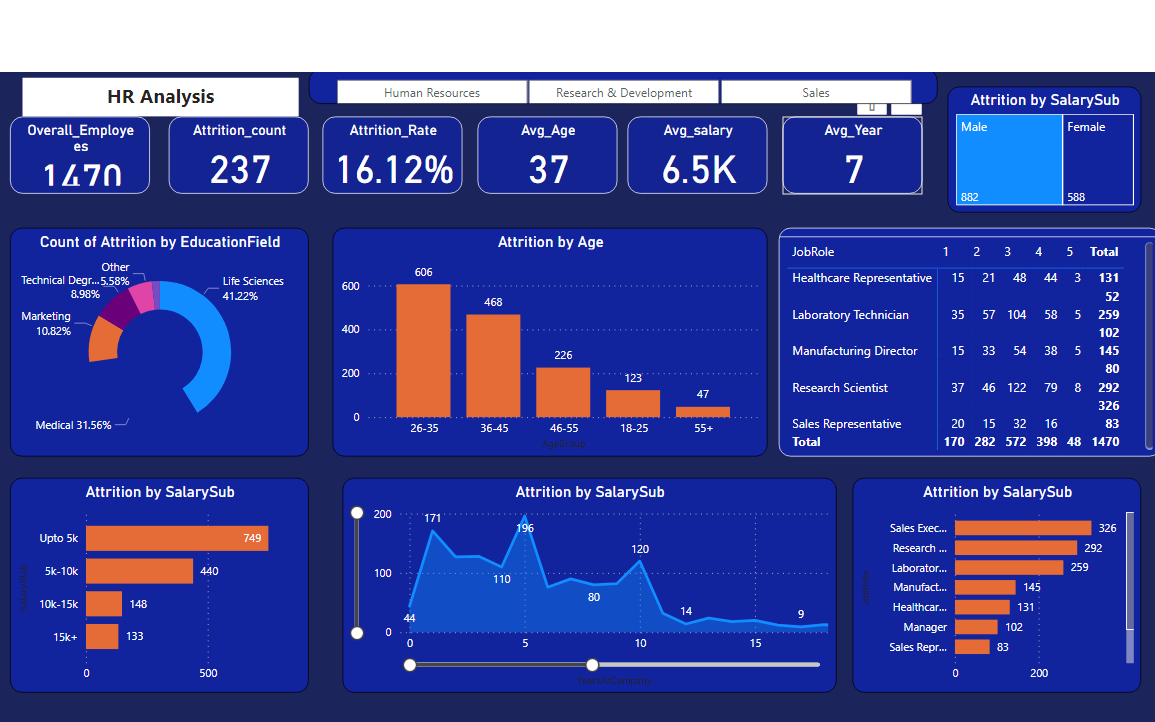 HR Analysis
Human Resources
Research & Development
Sales
Overall_Employe
es
1470
Attrition_count
237
Attrition_Rate
16.12%
Avg_Age
37
Avg_salary
6.5K
Avg_Year
7
Attrition by SalarySub
Male
882
Female
588
Count of Attrition by EducationField
Other
5.58%
Technical Degr...
8.98%
Marketing
10.82%
Medical 31.56%
Life Sciences
41.22%
Attrition by Age
600
400
200
0
606
468
226
123
47
26-35 36-45 46-55 18-25 55+
AgeGroup
JobRole 1 2 3 4 5 Total
Healthcare Representative 15 21 48 44 3 131
52
Laboratory Technician 35 57 104 58 5 259
102
Manufacturing Director 15 33 54 38 5 145
80
Research Scientist 37 46 122 79 8 292
326
Sales Representative 20 15 32 16 83
Total 170 282 572 398 48 1470
Attrition by SalarySub
Upto 5k 749
5k-10k 440
10k-15k 148
15k+ 133
0 500
Attrition by SalarySub
200
100
0
44
171
110
196
80
120
14
9
0 5 10 15
YearsAtCompany
Attrition by SalarySub
Sales Exec... 326
Research ... 292
Laborator... 259
Manufact... 145
Healthcar... 131
Manager 102
Sales Repr... 83
0 200
JobRole